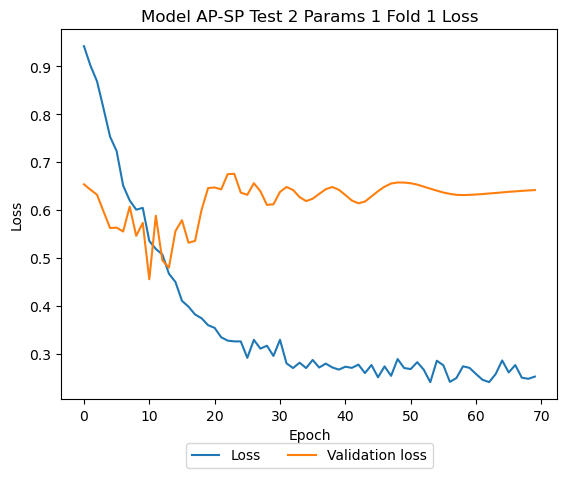 Model AP-SP Test 2 Params 1 Fold 1 Loss
0.9
0.8
0.7
0.6
0.5
0.4
0.3
Loss
0 10 20 30 40 50 60 70
Epoch
Loss Validation loss